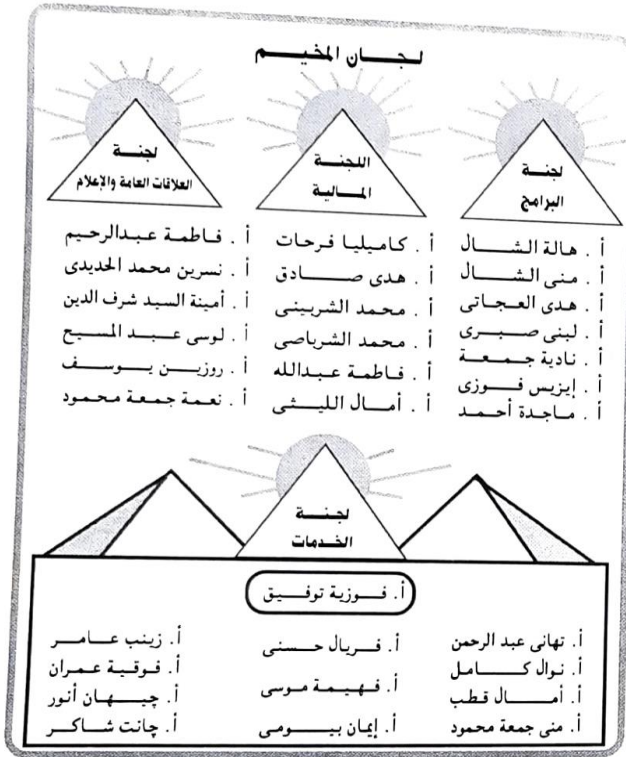 لجان المخيم
لجنة
البرامج
أ . هالة الشال
أ . منى الشال
أ . هدى العجاتى
أ . لبنى صبرى
أ . نادية جمعة
أ . إيزيس فوزى
أ . ماجدة أحمد
اللجنة
المالية
أ . كاميليا فرحات
أ . هدى صادق
أ . محمد الشربينى
أ . محمد الشرباصى
أ . فاطمة عبدالله
أ . أمال الليثى
لجنة
العلاقات العامة والإعلام
أ . فاطمة عبدالرحيم
أ . نسرين محمد الحديدى
أ . أمينة السيد شرف الدين
أ . لوسى عبد المسيح
أ . روزين يوسف
أ . نعمة جمعة محمود
لجنة
الخدمات
أ. فوزية توفيق
أ. تهانى عبد الرحمن
أ. نوال كامل
أ. أمال قطب
أ. منى جمعة محمود
أ. فريال حسنى
أ. فهيمة موسى
أ. إيمان بيومى
أ. زينب عامر
أ. فوقية عمران
أ. چيهان أنور
أ. چانت شاكر